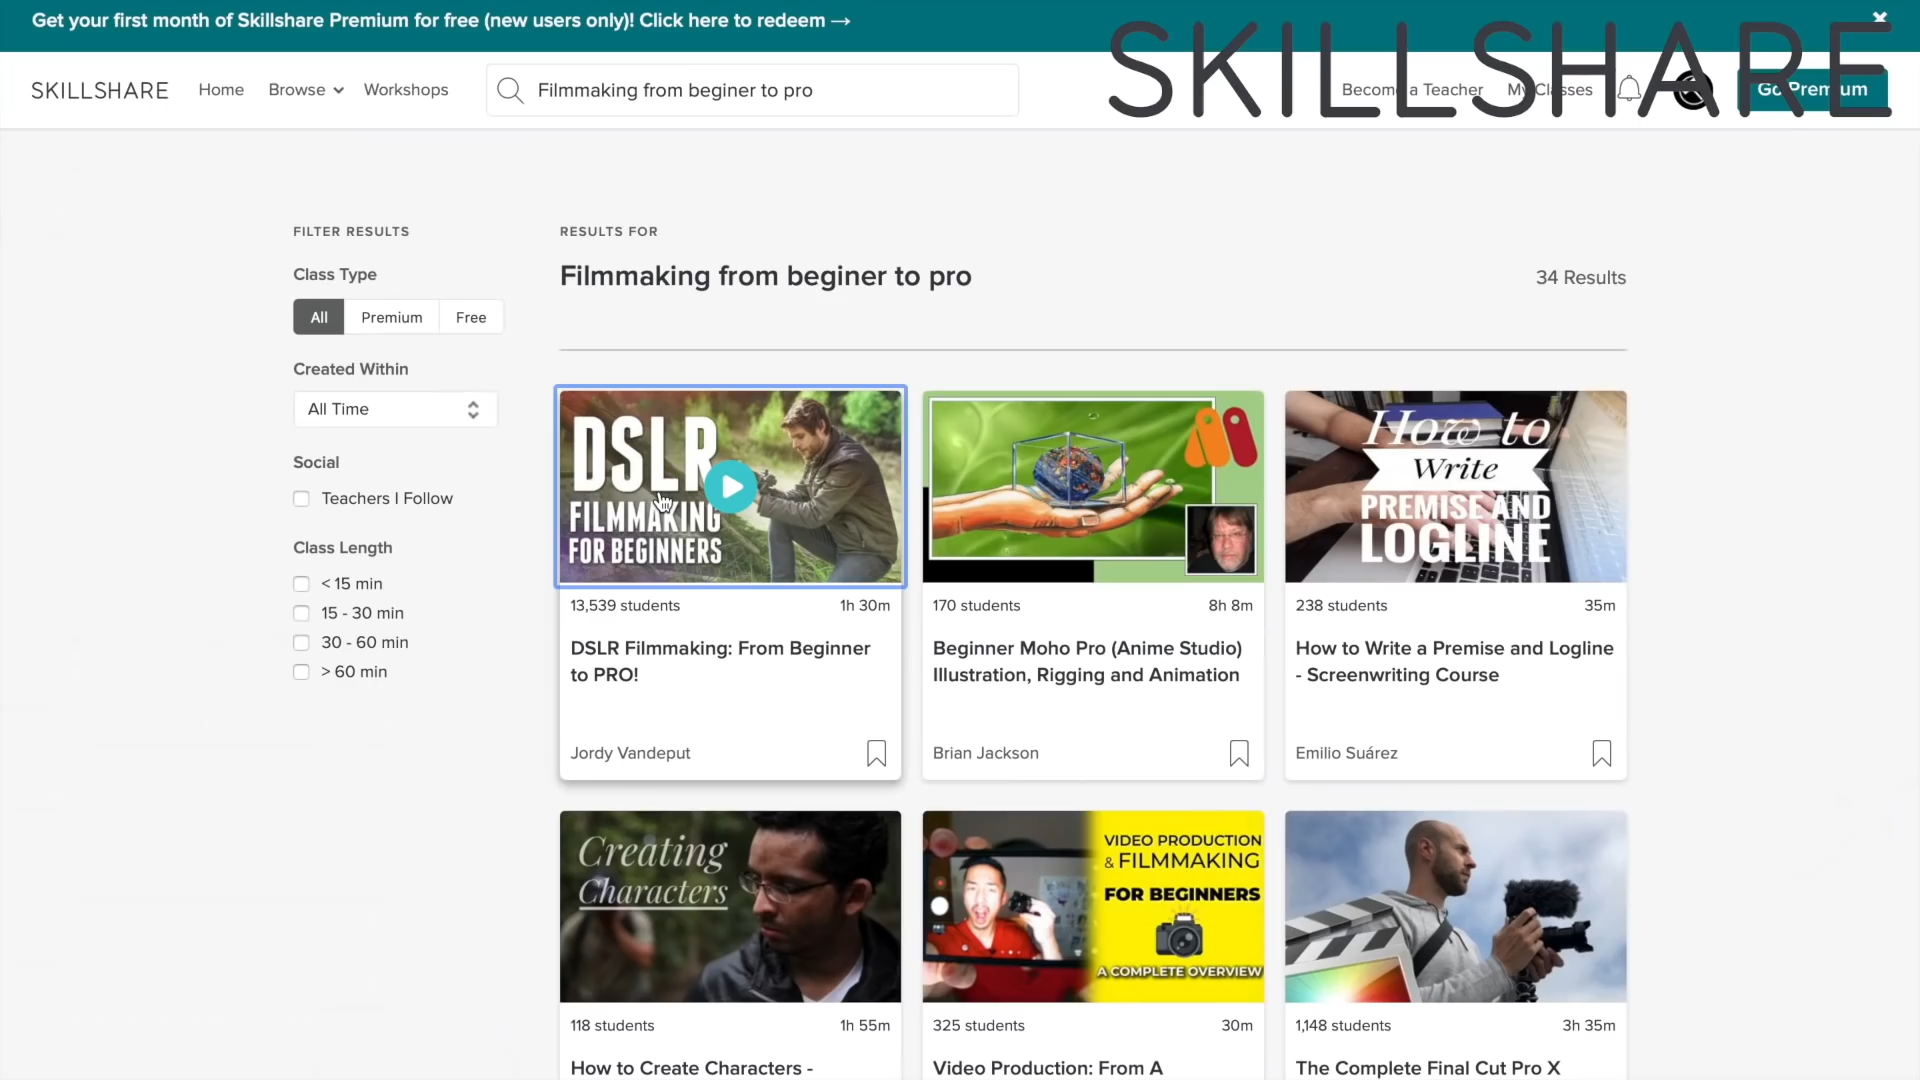 Get your first month of Skillshare Premium for free (new users only)! Click here to redeem →
SKILLSHARE
SKILLSHARE
Home
Browse
Workshops
Filmmaking from beginer to pro
Become a Teacher
My Classes
Go Premium
FILTER RESULTS
Class Type
All
Premium
Free
Created Within
All Time
Social
Teachers I Follow
Class Length
< 15 min
15 - 30 min
30 - 60 min
> 60 min
RESULTS FOR
Filmmaking from beginer to pro
34 Results
DSLR
FILMMAKING
FOR BEGINNERS
13,539 students
1h 30m
DSLR Filmmaking: From Beginner
to PRO!
Jordy Vandeput
170 students
8h 8m
Beginner Moho Pro (Anime Studio)
Illustration, Rigging and Animation
Brian Jackson
How to
Write
PREMISE AND
LOGLINE
238 students
35m
How to Write a Premise and Logline
- Screenwriting Course
Emilio Suárez
Creating
Characters
118 students
1h 55m
How to Create Characters -
VIDEO PRODUCTION
& FILMMAKING
FOR BEGINNERS
A COMPLETE OVERVIEW
325 students
30m
Video Production: From A
1,148 students
3h 35m
The Complete Final Cut Pro X